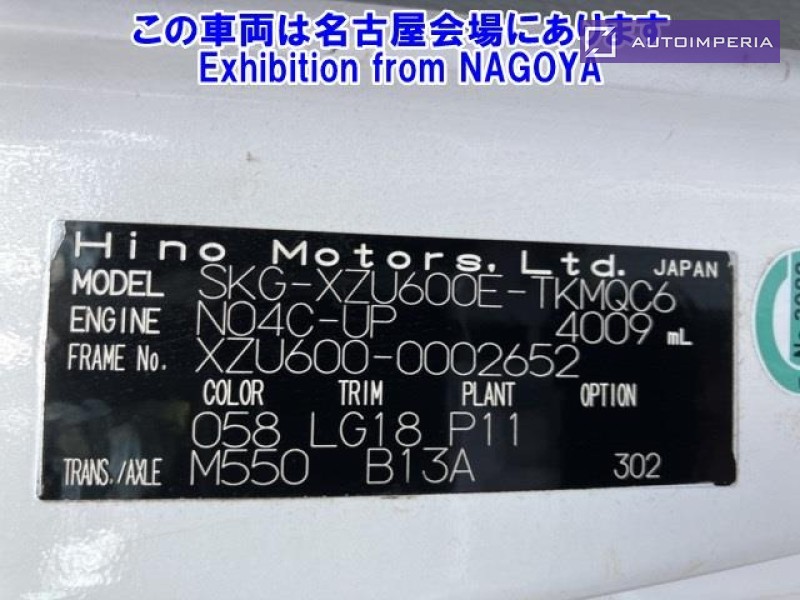 この車両は名古屋会場にあります
Exhibition from NAGOYA
AUTOIMPERIA
Hino Motors, Ltd. JAPAN
MODEL SKG-XZU600E-TKMQC6
ENGINE N04C-UP 4009 mL
FRAME No. XZU600-0002652
COLOR TRIM PLANT OPTION
058 LG18 P11
TRANS./AXLE M550 B13A 302